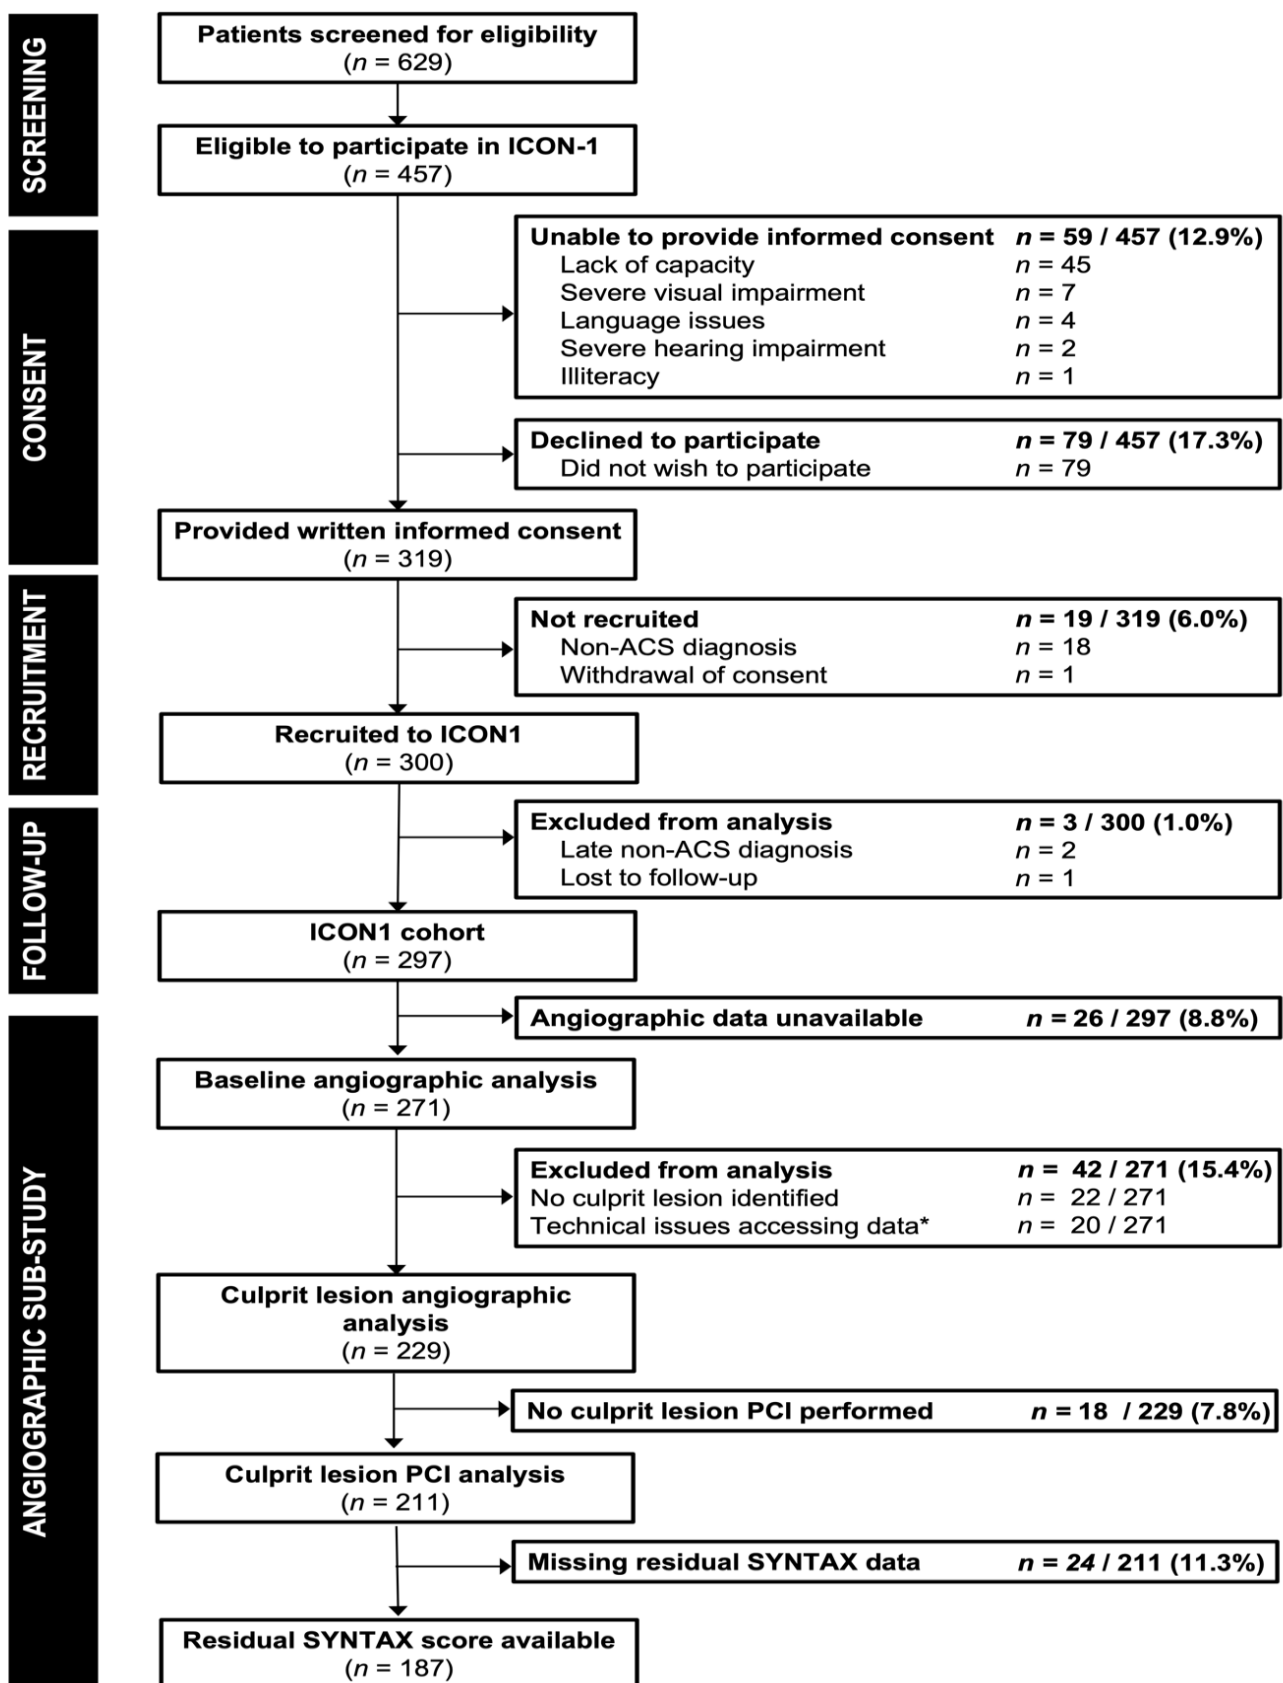 SCREENING
Patients screened for eligibility
(n = 629)
Eligible to participate in ICON-1
(n = 457)
CONSENT
Unable to provide informed consent n = 59 / 457 (12.9%)
Lack of capacity n = 45
Severe visual impairment n = 7
Language issues n = 4
Severe hearing impairment n = 2
Illiteracy n = 1
Declined to participate n = 79 / 457 (17.3%)
Did not wish to participate n = 79
Provided written informed consent
(n = 319)
RECRUITMENT
Not recruited n = 19 / 319 (6.0%)
Non-ACS diagnosis n = 18
Withdrawal of consent n = 1
Recruited to ICON1
(n = 300)
FOLLOW-UP
Excluded from analysis n = 3 / 300 (1.0%)
Late non-ACS diagnosis n = 2
Lost to follow-up n = 1
ICON1 cohort
(n = 297)
ANGIOGRAPHIC SUB-STUDY
Angiographic data unavailable n = 26 / 297 (8.8%)
Baseline angiographic analysis
(n = 271)
Excluded from analysis n = 42 / 271 (15.4%)
No culprit lesion identified n = 22 / 271
Technical issues accessing data* n = 20 / 271
Culprit lesion angiographic
analysis
(n = 229)
No culprit lesion PCI performed n = 18 / 229 (7.8%)
Culprit lesion PCI analysis
(n = 211)
Missing residual SYNTAX data n = 24 / 211 (11.3%)
Residual SYNTAX score available
(n = 187)